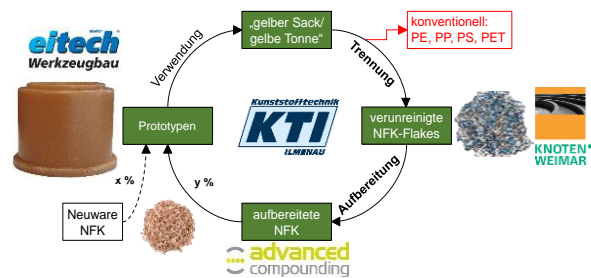 „gelber Sack/
gelbe Tonne“
konventionell:
PE, PP, PS, PET
eitech
Werkzeugbau
Verwendung
Trennung
Prototypen
Kunststofftechnik
KTI
ILMENAU
verunreinigte
NFK-Flakes
KNOTEN
WEIMAR
x %
y %
Aufbereitung
Neuware
NFK
aufbereitete
NFK
advanced
compounding